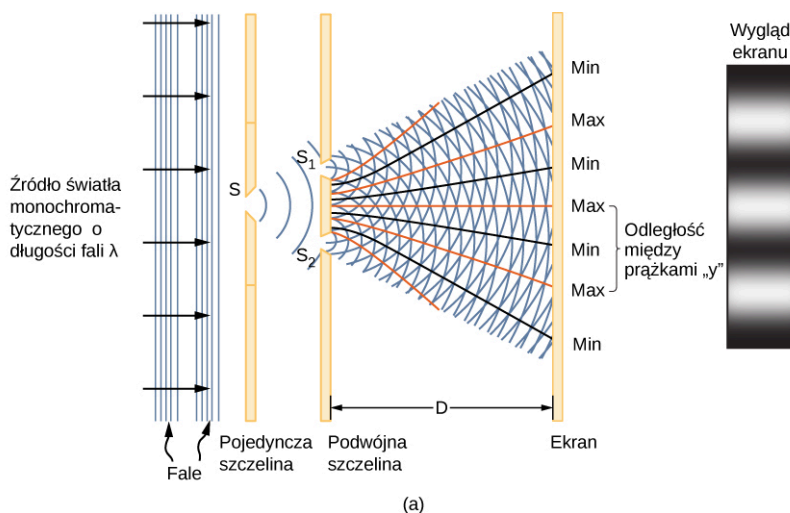 Wygląd
ekranu
Min
Max
Min
Max
Min
Max
Min
Odległość
między
prążkami „y”
S₁
S
S₂
Źródło światła
monochroma-
tycznego o
długości fali λ
D
Pojedyncza
szczelina
Podwójna
szczelina
Ekran
Fale
(a)